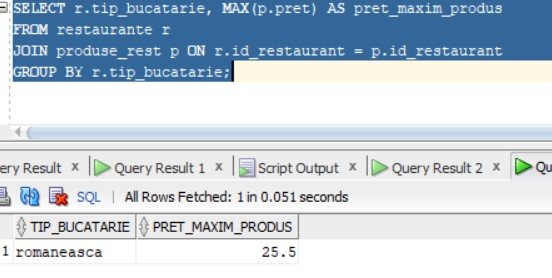 SELECT r.tip_bucatarie, MAX(p.pret) AS pret_maxim_produs
FROM restaurante r
JOIN produse_rest p ON r.id_restaurant = p.id_restaurant
GROUP BY r.tip_bucatarie;
ery Result x Query Result 1 x Script Output x Query Result 2 x Qu
SQL | All Rows Fetched: 1 in 0.051 seconds
TIP_BUCATARIE PRET_MAXIM_PRODUS
1 romaneasca 25.5